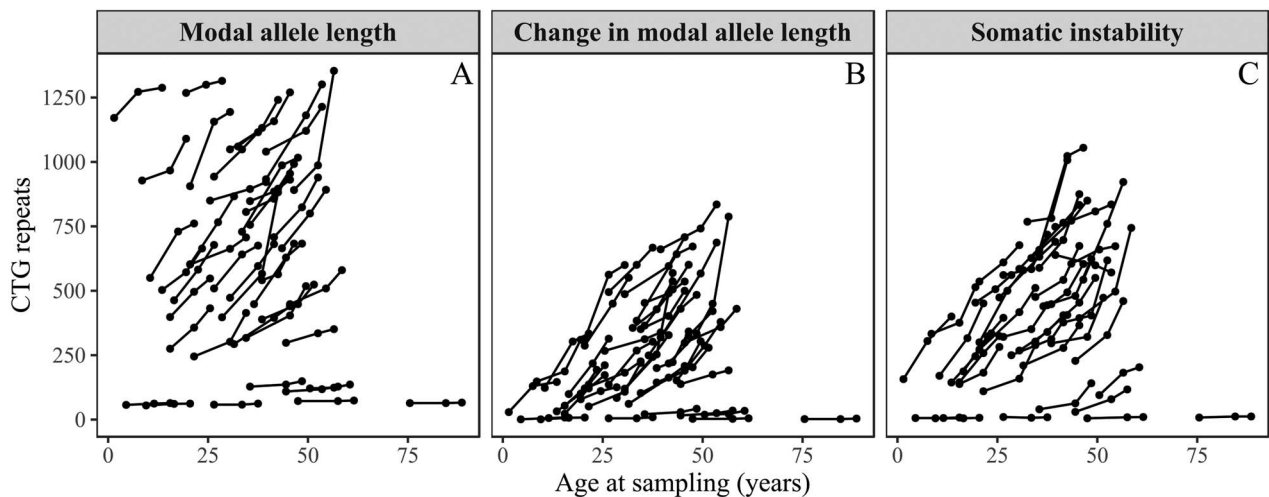 Modal allele length
Change in modal allele length
Somatic instability
A
B
C
CTG repeats
1250
1000
750
500
250
0
0
25
50
75
0
25
50
75
0
25
50
75
Age at sampling (years)